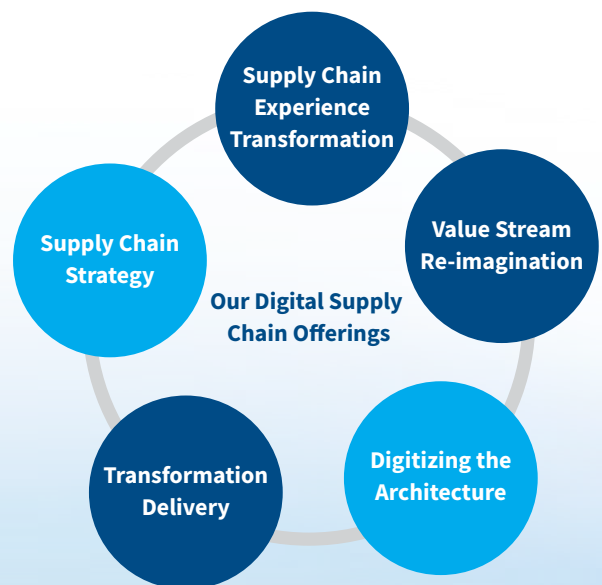 Supply Chain
Experience
Transformation
Value Stream
Re-imagination
Supply Chain
Strategy
Our Digital Supply
Chain Offerings
Digitizing the
Architecture
Transformation
Delivery